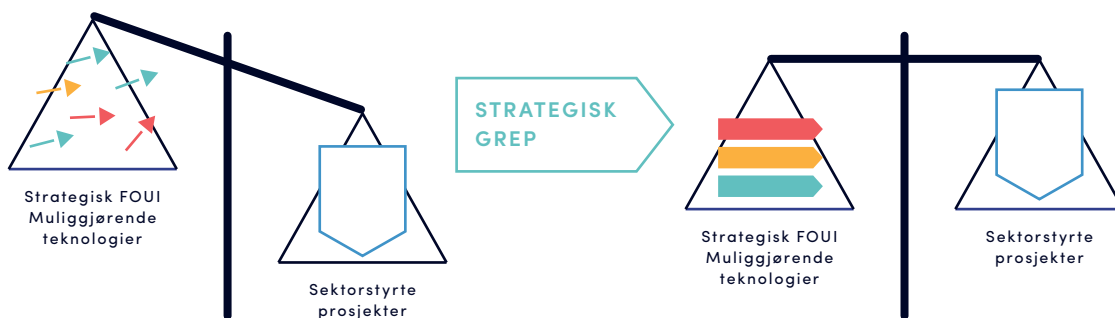 Strategisk FOUI
Muliggjørende
teknologier
Sektorstyrte
prosjekter
STRATEGISK
GREP
Strategisk FOUI
Muliggjørende
teknologier
Sektorstyrte
prosjekter